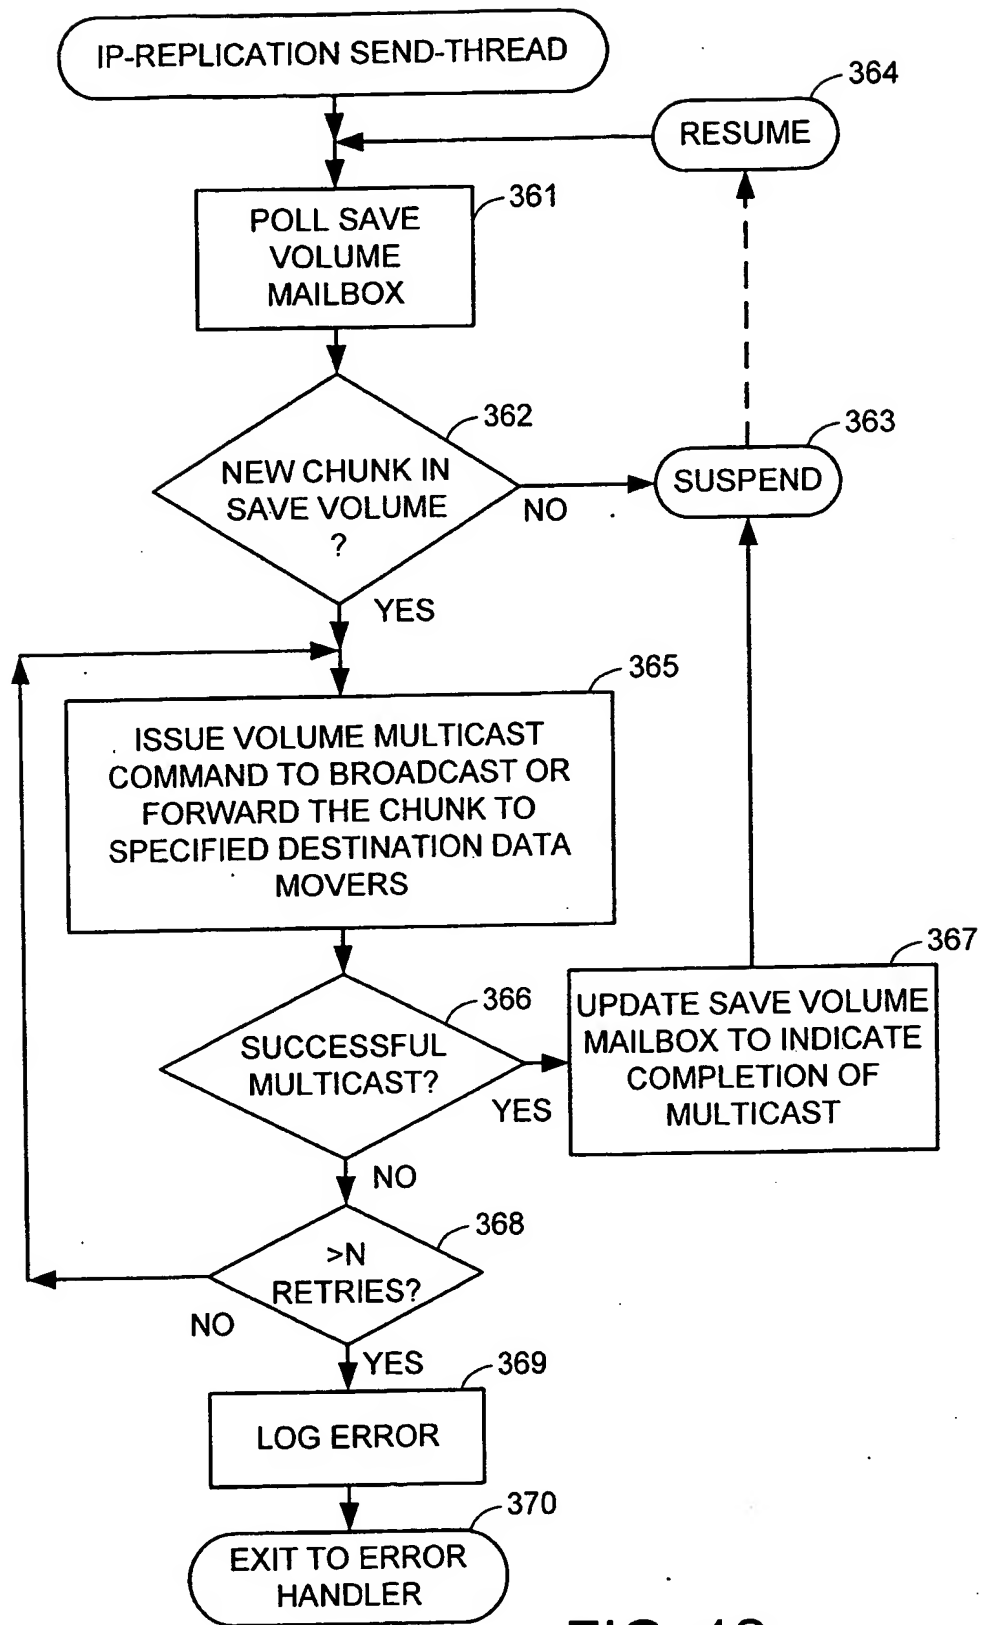 IP-REPLICATION SEND-THREAD
364
RESUME
361
POLL SAVE
VOLUME
MAILBOX
362
NEW CHUNK IN
SAVE VOLUME
?
NO
363
SUSPEND
YES
365
ISSUE VOLUME MULTICAST
COMMAND TO BROADCAST OR
FORWARD THE CHUNK TO
SPECIFIED DESTINATION DATA
MOVERS
366
SUCCESSFUL
MULTICAST?
YES
367
UPDATE SAVE VOLUME
MAILBOX TO INDICATE
COMPLETION OF
MULTICAST
NO
368
>N
RETRIES?
NO
YES
369
LOG ERROR
370
EXIT TO ERROR
HANDLER